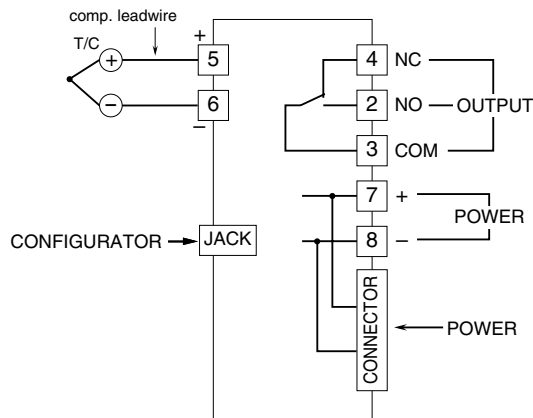 comp. leadwire
T/C
+
+
5
−
6
−
CONFIGURATOR
JACK
4 NC
2 NO
OUTPUT
3 COM
7 +
POWER
8 −
CONNECTOR
POWER